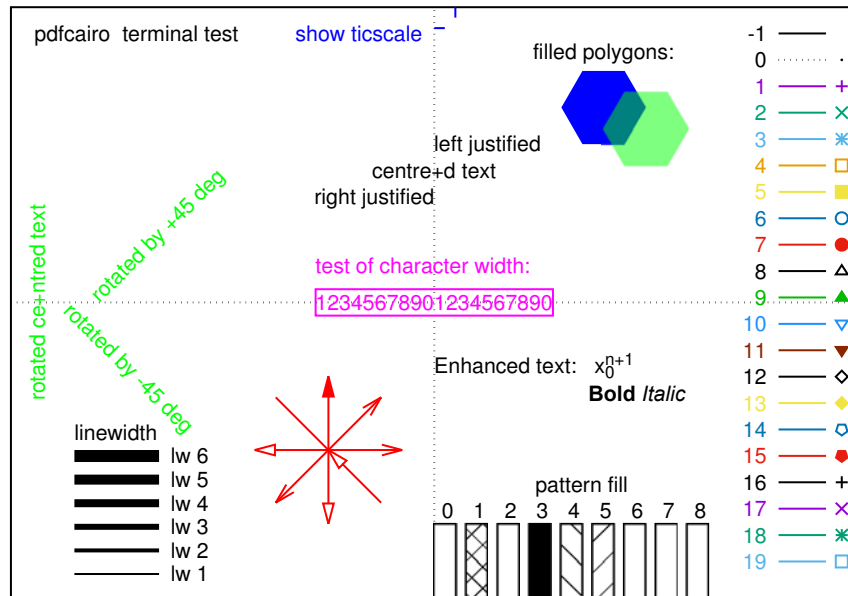 pdfcairo  terminal test
show ticscale
filled polygons:
left justified
centre+d text
right justified
rotated ce+ntred text
rotated by +45 deg
rotated by -45 deg
test of character width:
12345678901234567890
Enhanced text:   x₀ⁿ⁺¹
Bold Italic
linewidth
lw 6
lw 5
lw 4
lw 3
lw 2
lw 1
pattern fill
0 1 2 3 4 5 6 7 8
-1
0
1
2
3
4
5
6
7
8
9
10
11
12
13
14
15
16
17
18
19